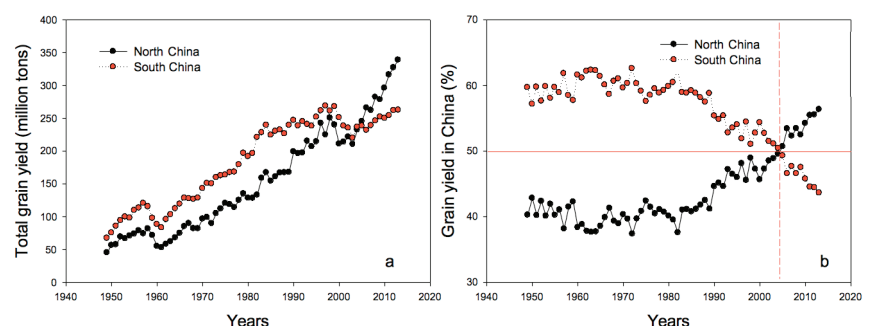 400
350
300
250
200
150
100
50
0
Total grain yield (million tons)
North China
South China
a
1940 1950 1960 1970 1980 1990 2000 2010 2020
Years
70
60
50
40
30
Grain yield in China (%)
North China
South China
b
1940 1950 1960 1970 1980 1990 2000 2010 2020
Years